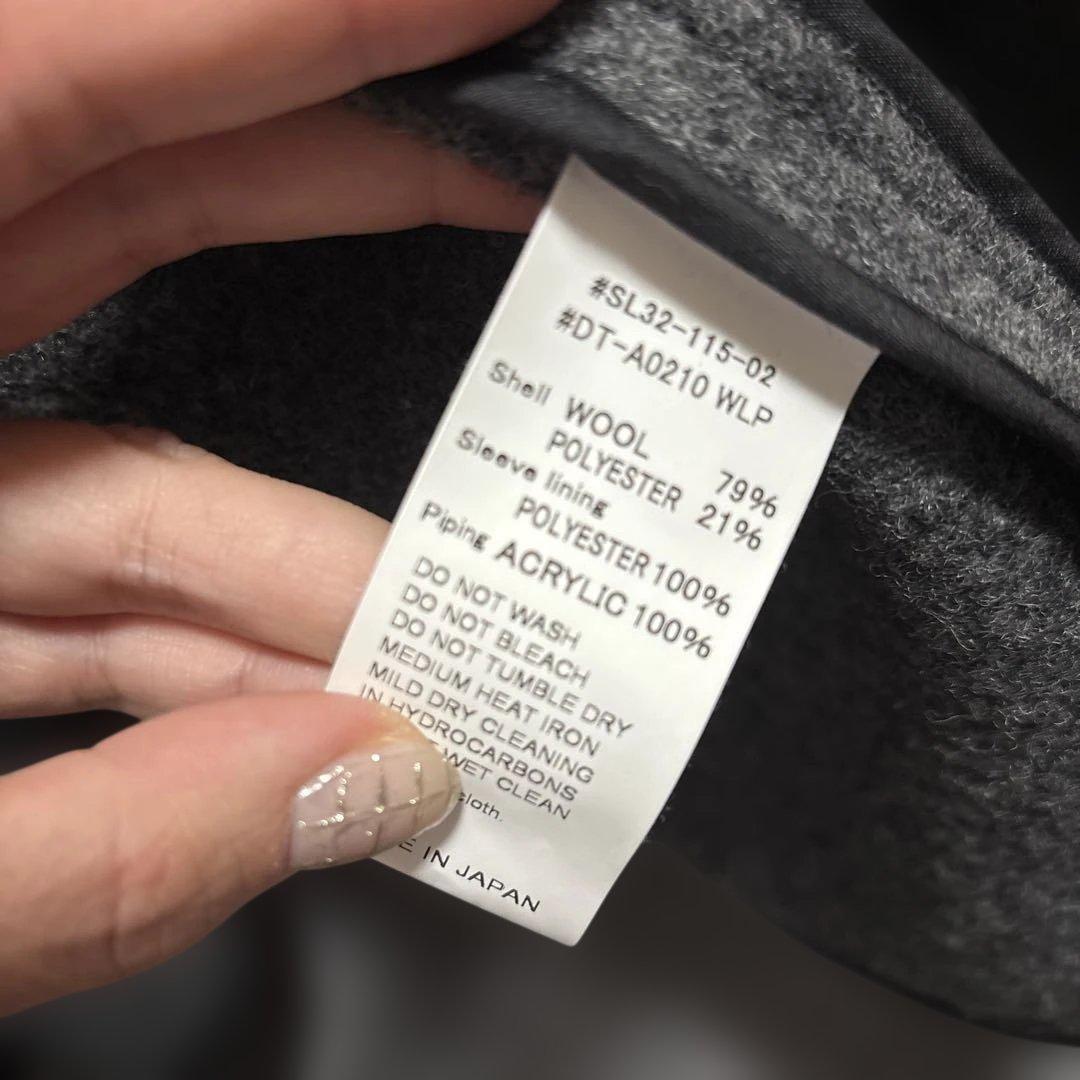 #SL32-115-02
#DT-A0210 WLP
Shell WOOL 79%
POLYESTER 21%
Sleeve lining
POLYESTER 100%
Piping ACRYLIC 100%
DO NOT WASH
DO NOT BLEACH
DO NOT TUMBLE DRY
MEDIUM HEAT IRON
MILD DRY CLEANING
IN HYDROCARBONS
WET CLEAN
cloth.
IN JAPAN